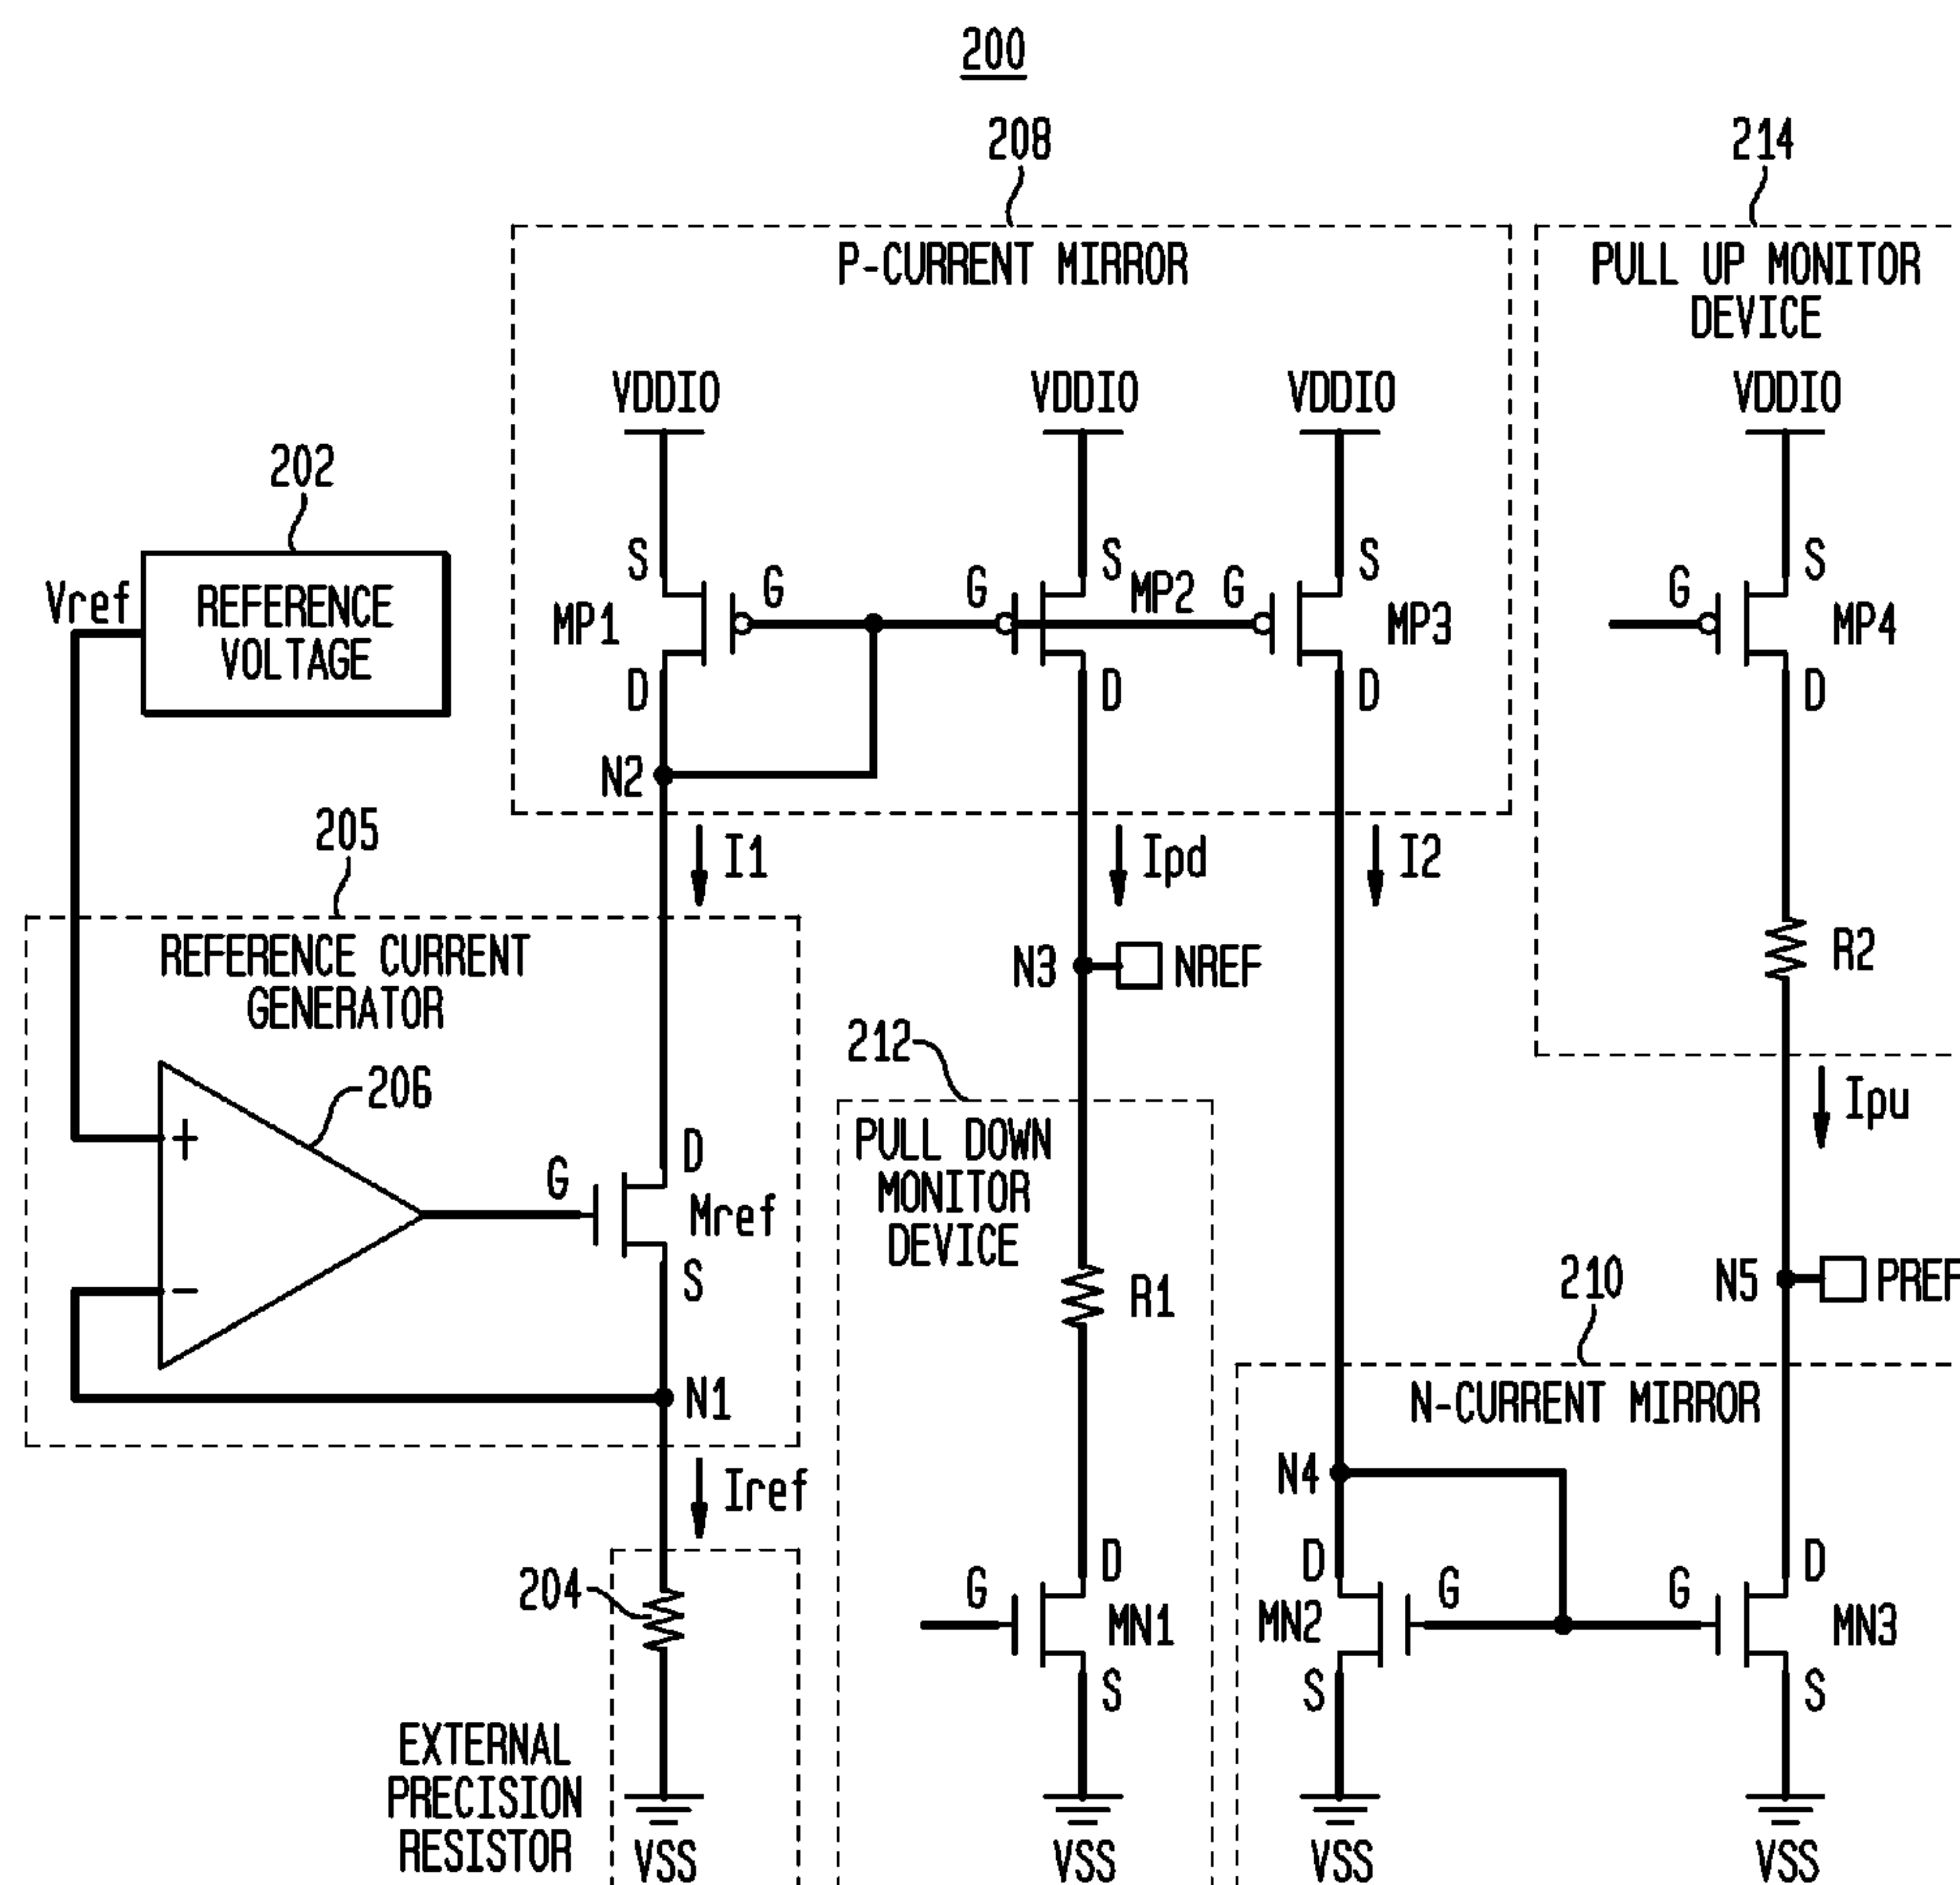 200
208
214
P-CURRENT MIRROR
PULL UP MONITOR
DEVICE
VDDIO
VDDIO
VDDIO
VDDIO
202
Vref
REFERENCE
VOLTAGE
S
G
MP1
D
N2
G
S
MP2
D
G
S
MP3
D
G
S
MP4
D
205
I1
Ipd
I2
REFERENCE CURRENT
GENERATOR
N3
NREF
R2
206
+
-
G
D
Mref
S
N1
212
PULL DOWN
MONITOR
DEVICE
R1
Ipu
210
N5
PREF
N-CURRENT MIRROR
Iref
N4
204
G
D
MN1
S
D
MN2
G
S
G
D
MN3
S
EXTERNAL
PRECISION
RESISTOR
VSS
VSS
VSS
VSS